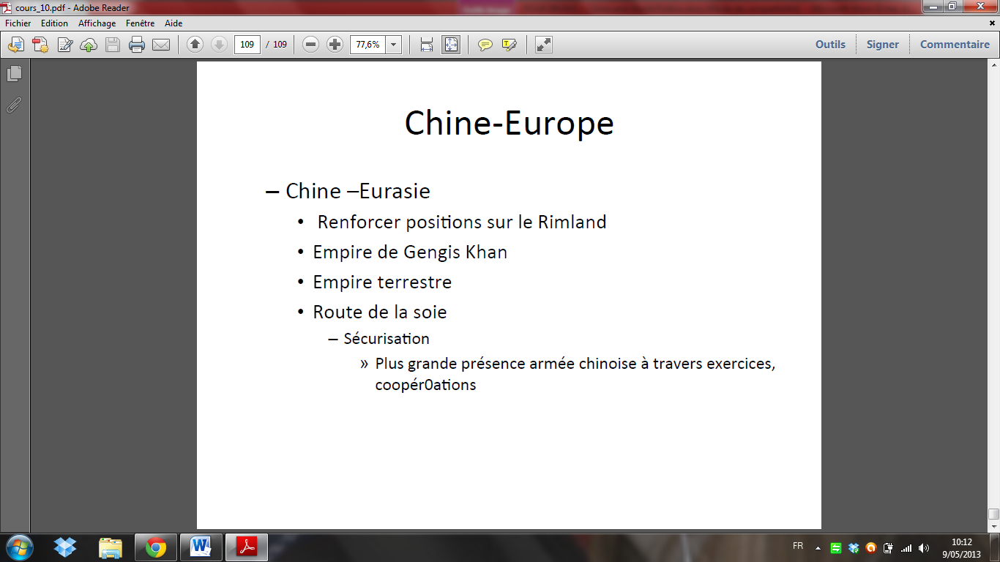 cours_10.pdf - Adobe Reader
Fichier Edition Affichage Fenêtre Aide
109 / 109 77,6% Outils Signer Commentaire
Chine-Europe
– Chine –Eurasie
• Renforcer positions sur le Rimland
• Empire de Gengis Khan
• Empire terrestre
• Route de la soie
– Sécurisation
» Plus grande présence armée chinoise à travers exercices,
coopér0ations
FR 10:12
9/05/2013